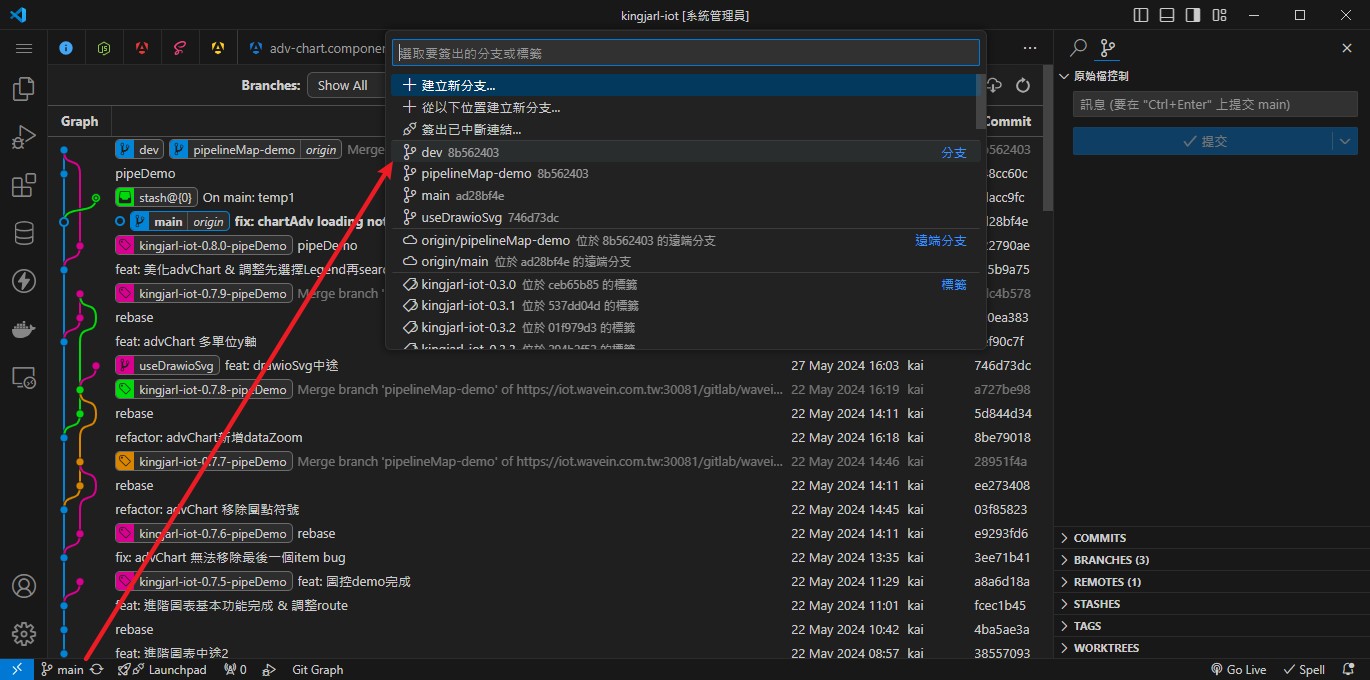 kingjarl-iot [系統管理員]
adv-chart.componen
選取要簽出的分支或標籤
建立新分支...
從以下位置建立新分支...
簽出已中斷連結...
dev 8b562403 分支
pipelineMap-demo 8b562403
main ad28bf4e
useDrawioSvg 746d73dc
origin/pipelineMap-demo 位於 8b562403 的遠端分支 遠端分支
origin/main 位於 ad28bf4e 的遠端分支
kingjarl-iot-0.3.0 位於 ceb65b85 的標籤 標籤
kingjarl-iot-0.3.1 位於 537dd04d 的標籤
kingjarl-iot-0.3.2 位於 01f979d3 的標籤
Branches: Show All
Graph Commit
dev pipelineMap-demo origin Merge 562403
pipeDemo 8cc60c
stash@{0} On main: temp1 acc9fc
main origin fix: chartAdv loading not d28bf4e
kingjarl-iot-0.8.0-pipeDemo pipeDemo 22790ae
feat: 美化advChart & 調整先選擇Legend再sear 5b9a75
kingjarl-iot-0.7.9-pipeDemo Merge branch ' c4b578
rebase 0ea383
feat: advChart 多單位y軸 ef90c7f
useDrawioSvg feat: drawioSvg中途 27 May 2024 16:03 kai 746d73dc
kingjarl-iot-0.7.8-pipeDemo Merge branch 'pipelineMap-demo' of https://iot.wavein.com.tw:30081/gitlab/wavei... 22 May 2024 16:19 kai a727be98
rebase 22 May 2024 14:11 kai 5d844d34
refactor: advChart新增dataZoom 22 May 2024 16:18 kai 8be79018
kingjarl-iot-0.7.7-pipeDemo Merge branch 'pipelineMap-demo' of https://iot.wavein.com.tw:30081/gitlab/wavei... 22 May 2024 14:46 kai 28951f4a
rebase 22 May 2024 14:11 kai ee273408
refactor: advChart 移除圓點符號 22 May 2024 14:45 kai 03f85823
kingjarl-iot-0.7.6-pipeDemo rebase 22 May 2024 14:11 kai e9293fd6
fix: advChart 無法移除最後一個item bug 22 May 2024 13:35 kai 3ee71b41
kingjarl-iot-0.7.5-pipeDemo feat: 圖控demo完成 22 May 2024 11:29 kai a8a6d18a
feat: 進階圖表基本功能完成 & 調整route 22 May 2024 11:01 kai fcec1b45
rebase 22 May 2024 10:42 kai 4ba5ae3a
feat: 進階圖表中途2 22 May 2024 08:57 kai 38557093
原始檔控制
訊息 (要在 "Ctrl+Enter" 上提交 main)
提交
COMMITS
BRANCHES (3)
REMOTES (1)
STASHES
TAGS
WORKTREES
main Launchpad 0 Git Graph Go Live Spell